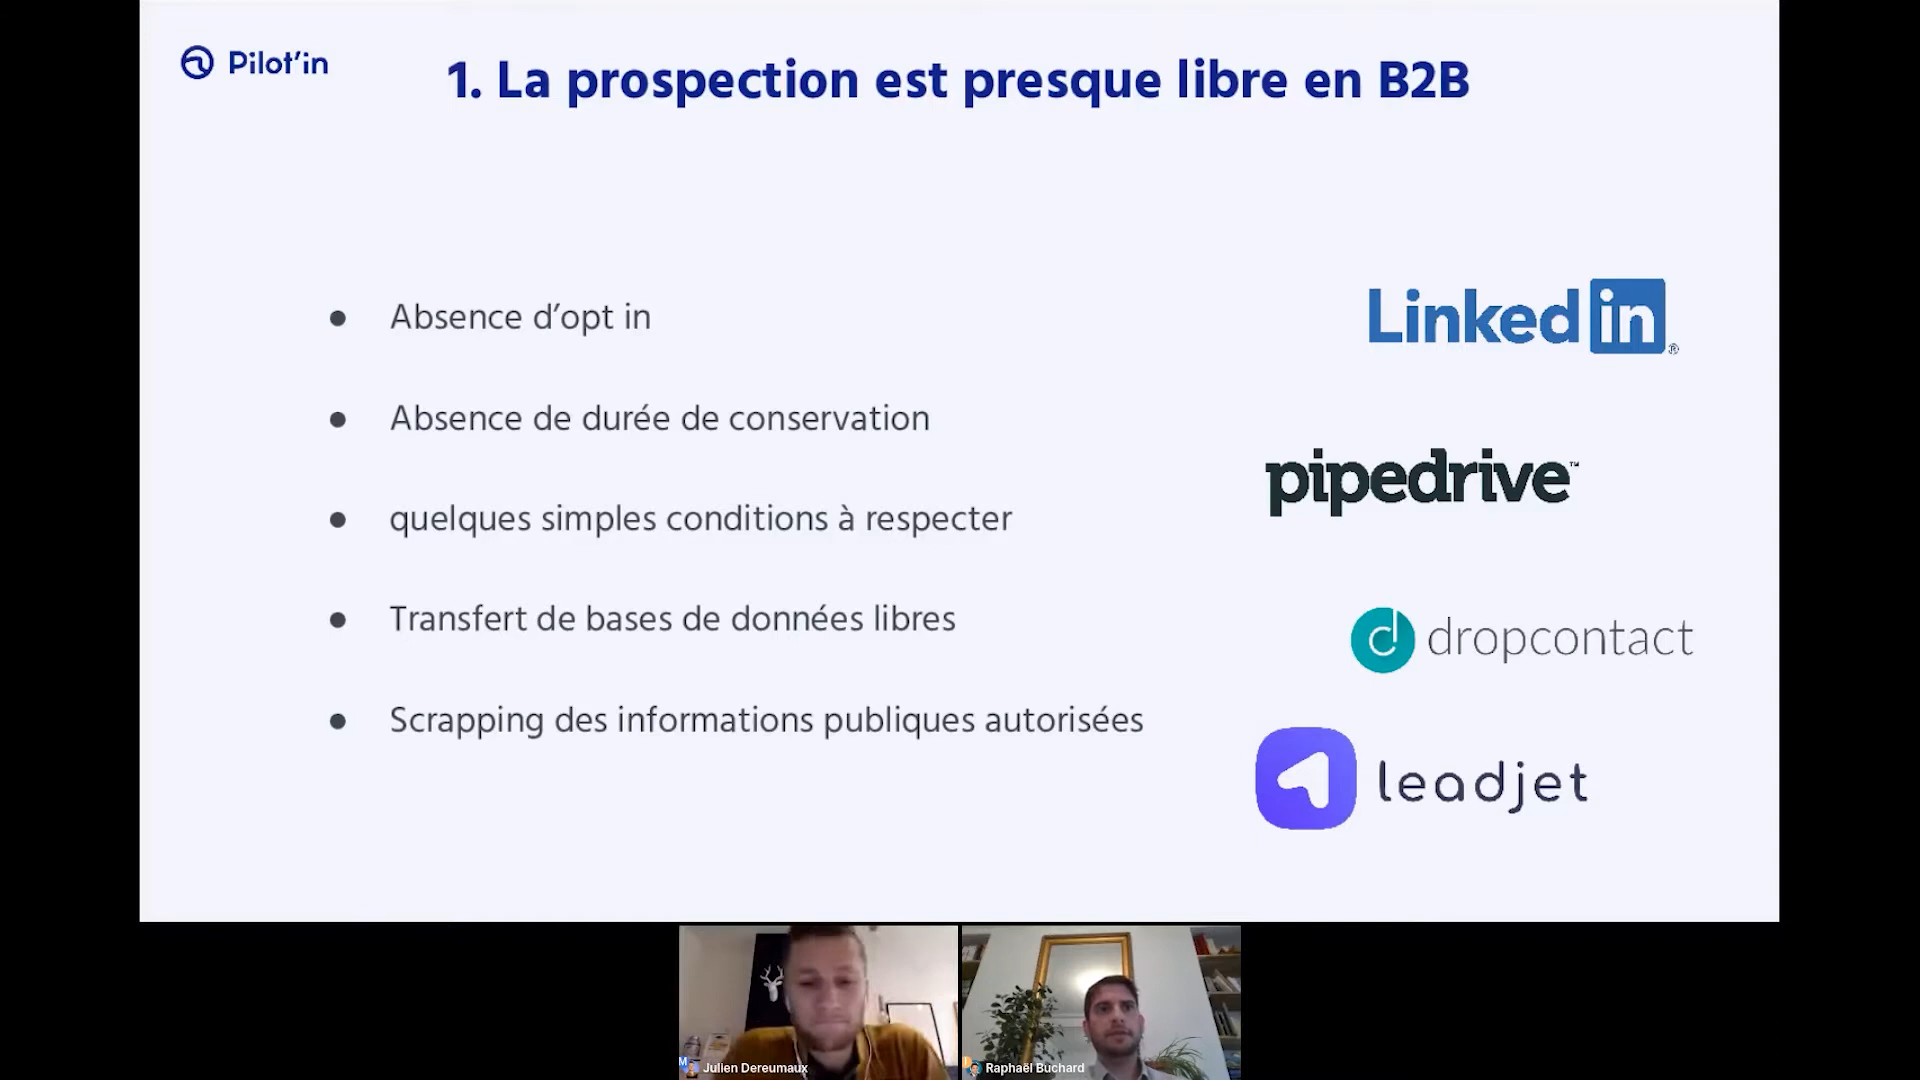 Pilot'in
1. La prospection est presque libre en B2B
● Absence d’opt in
● Absence de durée de conservation
● quelques simples conditions à respecter
● Transfert de bases de données libres
● Scrapping des informations publiques autorisées
Linkedin®
pipedrive™
dropcontact
leadjet
M
Julien Dereumaux
Raphaël Buchard